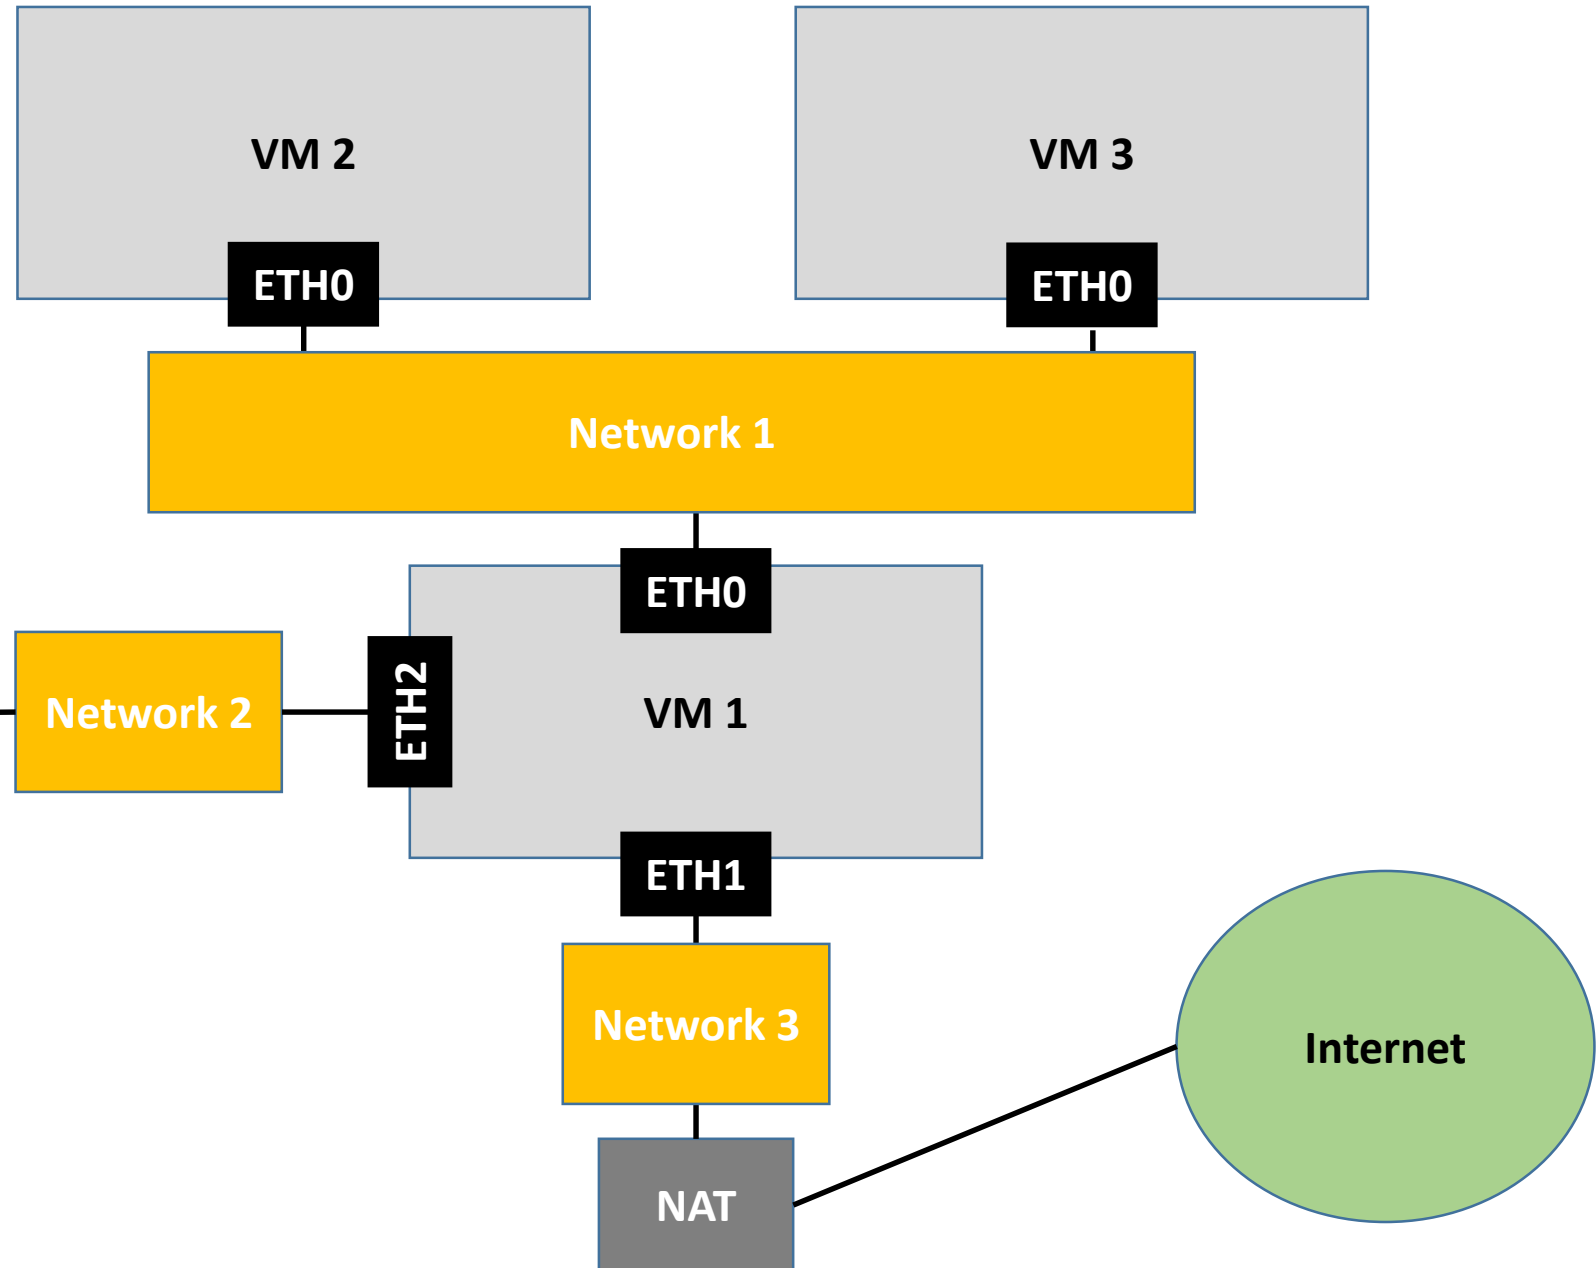 VM 2
VM 3
ETH0
ETH0
Network 1
ETH0
Network 2
ETH2
VM 1
ETH1
Network 3
Internet
NAT